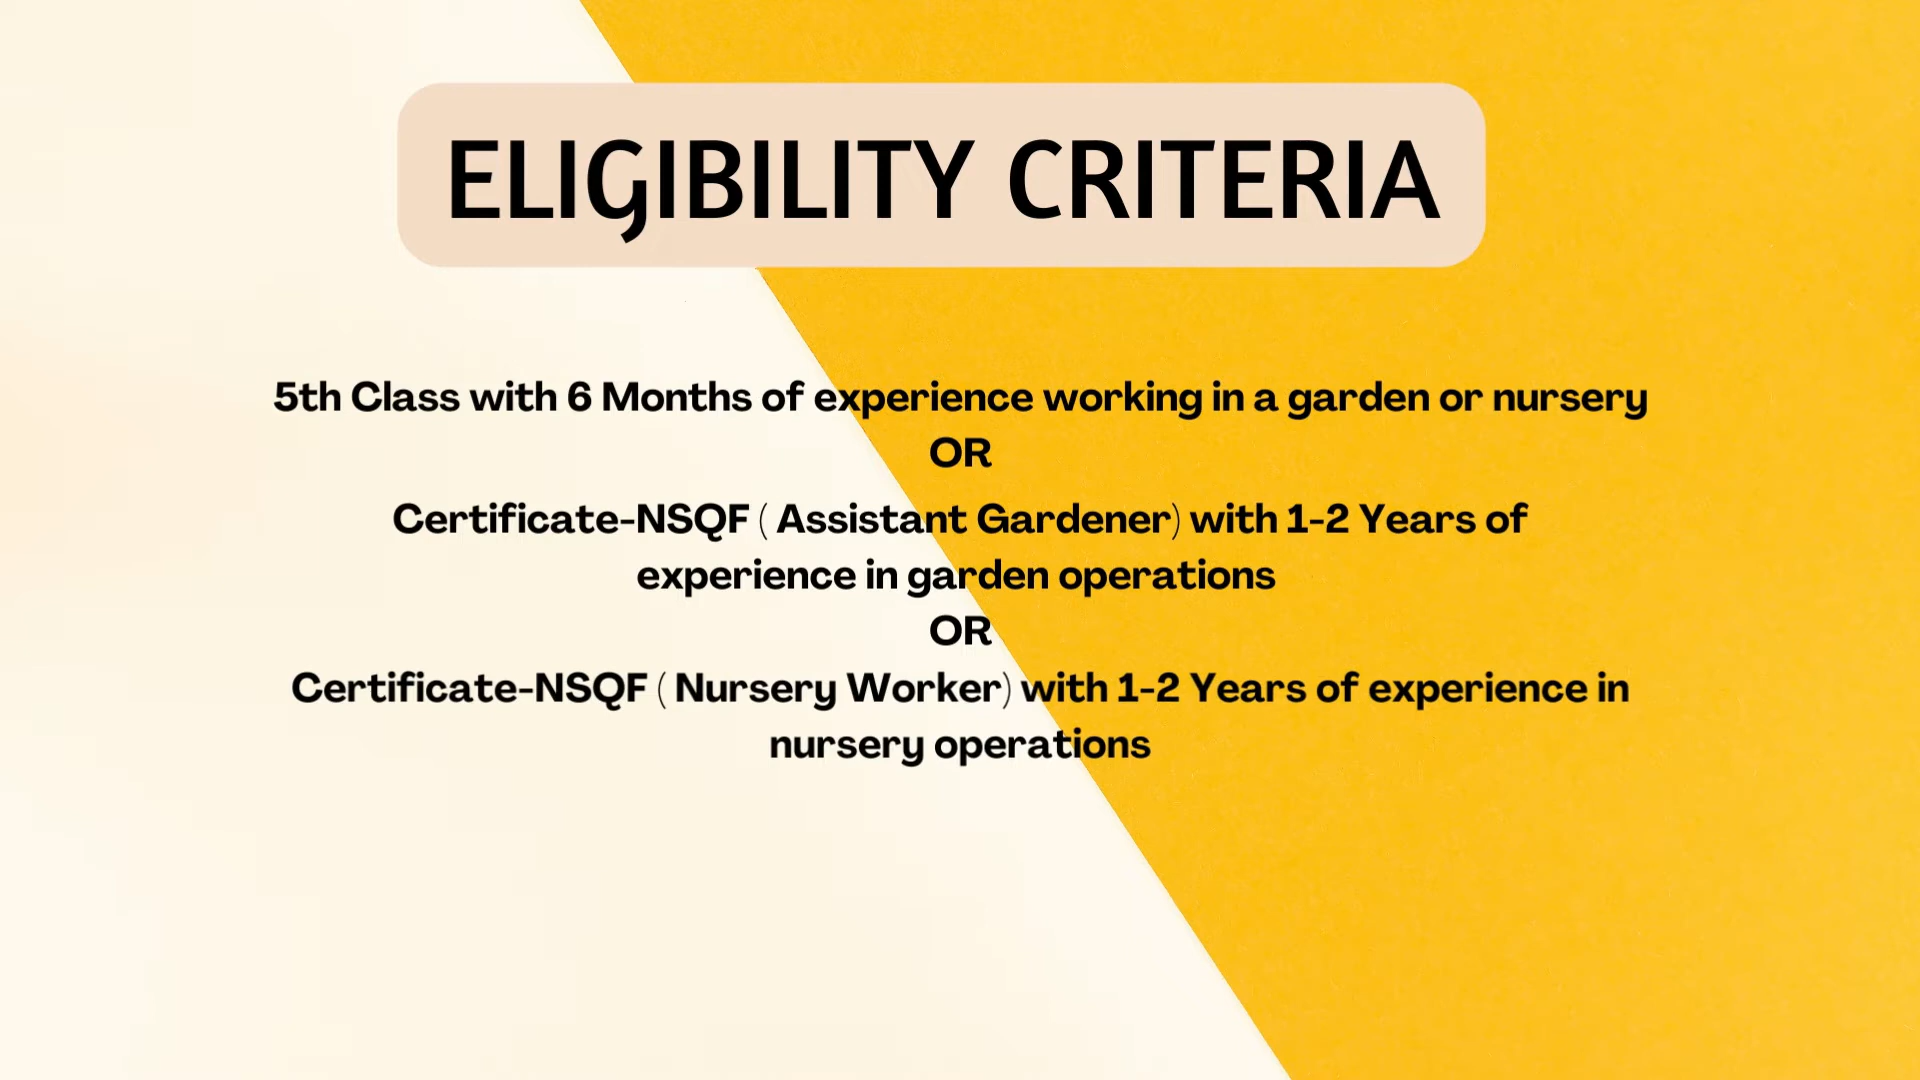 ELIGIBILITY CRITERIA
5th Class with 6 Months of experience working in a garden or nursery
OR
Certificate-NSQF ( Assistant Gardener) with 1-2 Years of
experience in garden operations
OR
Certificate-NSQF ( Nursery Worker) with 1-2 Years of experience in
nursery operations